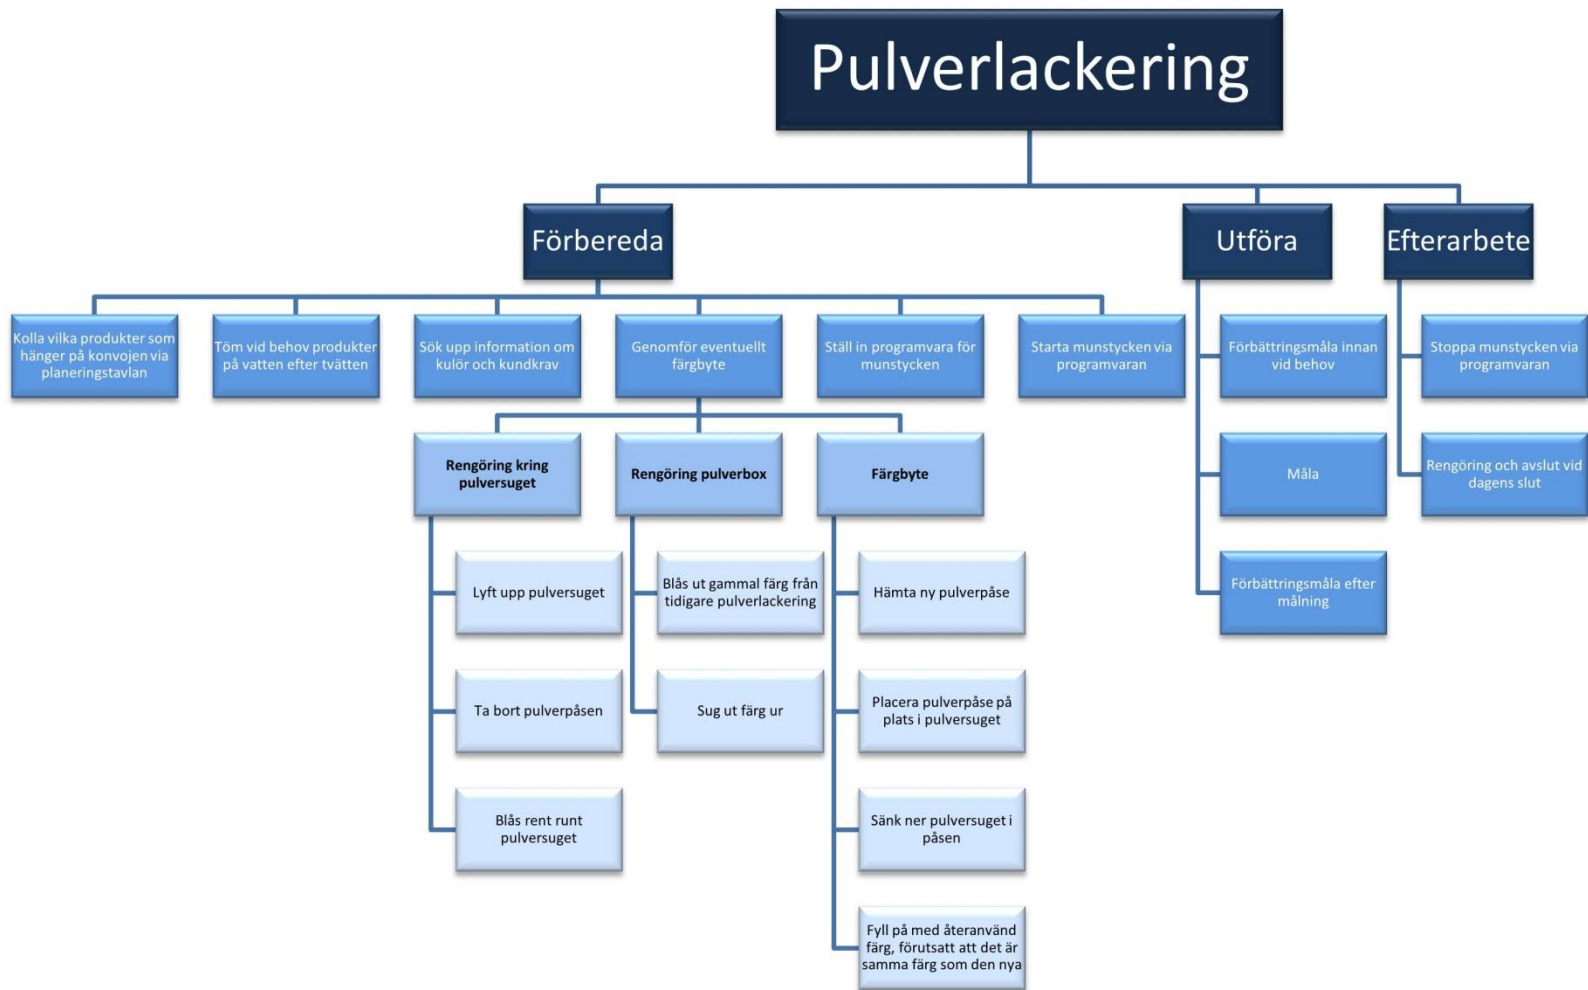 Pulverlackering
Förbereda
Utföra
Efterarbete
Kolla vilka produkter som
hänger på konvojen via
planeringstavlan
Töm vid behov produkter
på vatten efter tvätten
Sök upp information om
kulör och kundkrav
Genomför eventuellt
färgbyte
Ställ in programvara för
munstycken
Starta munstycken via
programvaran
Förbättringsmåla innan
vid behov
Stoppa munstycken via
programvaran
Rengöring kring
pulversuget
Rengöring pulverbox
Färgbyte
Måla
Rengöring och avslut vid
dagens slut
Lyft upp pulversuget
Blås ut gammal färg från
tidigare pulverlackering
Hämta ny pulverpåse
Förbättringsmåla efter
målning
Ta bort pulverpåsen
Sug ut färg ur
Placera pulverpåse på
plats i pulversuget
Blås rent runt
pulversuget
Sänk ner pulversuget i
påsen
Fyll på med återanvänd
färg, förutsatt att det är
samma färg som den nya